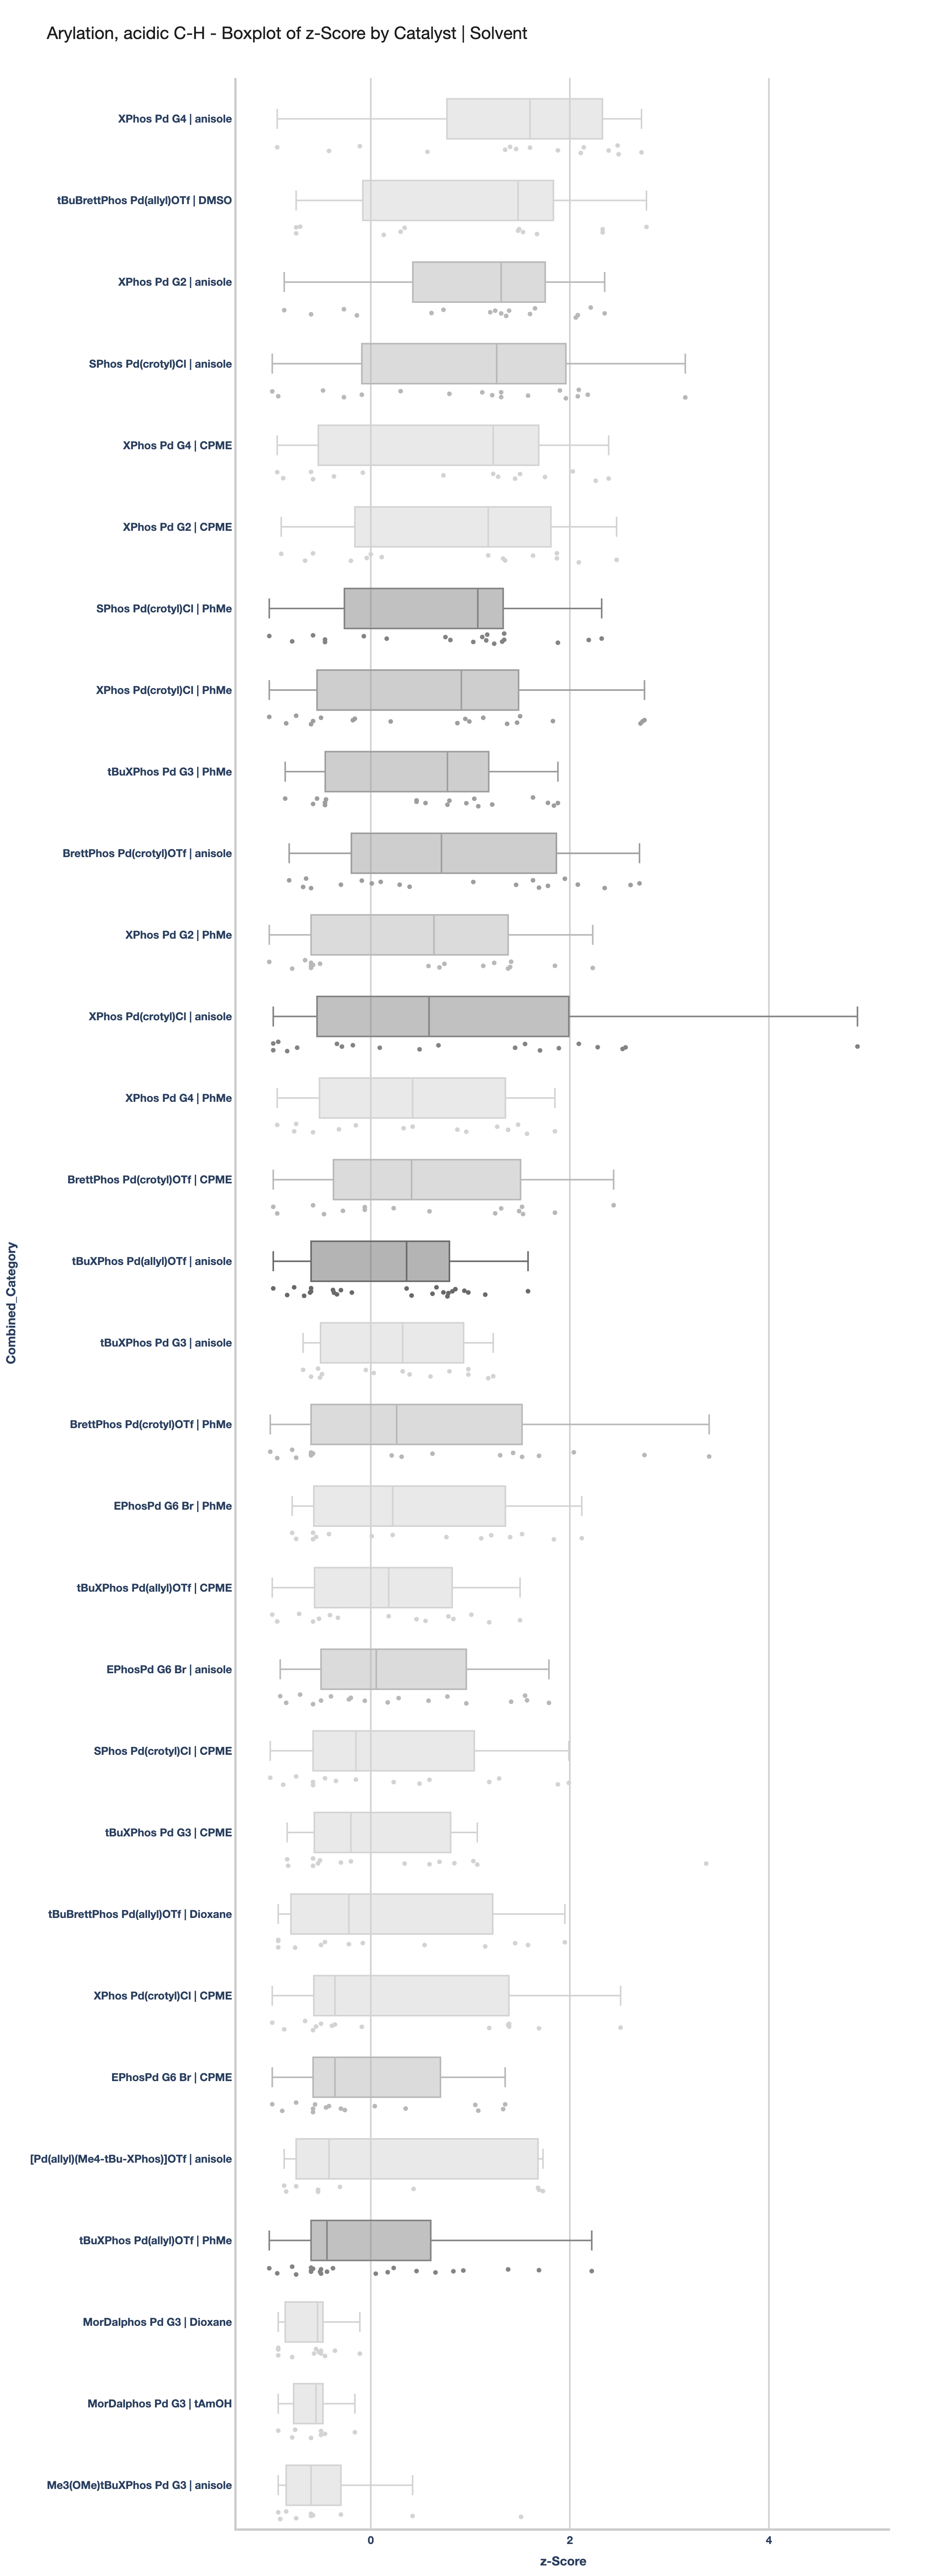 Arylation, acidic C-H - Boxplot of z-Score by Catalyst | Solvent
XPhos Pd G4 | anisole
tBuBrettPhos Pd(allyl)OTf | DMSO
XPhos Pd G2 | anisole
SPhos Pd(crotyl)Cl | anisole
XPhos Pd G4 | CPME
XPhos Pd G2 | CPME
SPhos Pd(crotyl)Cl | PhMe
XPhos Pd(crotyl)Cl | PhMe
tBuXPhos Pd G3 | PhMe
BrettPhos Pd(crotyl)OTf | anisole
XPhos Pd G2 | PhMe
XPhos Pd(crotyl)Cl | anisole
XPhos Pd G4 | PhMe
BrettPhos Pd(crotyl)OTf | CPME
tBuXPhos Pd(allyl)OTf | anisole
tBuXPhos Pd G3 | anisole
BrettPhos Pd(crotyl)OTf | PhMe
EPhosPd G6 Br | PhMe
tBuXPhos Pd(allyl)OTf | CPME
EPhosPd G6 Br | anisole
SPhos Pd(crotyl)Cl | CPME
tBuXPhos Pd G3 | CPME
tBuBrettPhos Pd(allyl)OTf | Dioxane
XPhos Pd(crotyl)Cl | CPME
EPhosPd G6 Br | CPME
[Pd(allyl)(Me4-tBu-XPhos)]OTf | anisole
tBuXPhos Pd(allyl)OTf | PhMe
MorDalphos Pd G3 | Dioxane
MorDalphos Pd G3 | tAmOH
Me3(OMe)tBuXPhos Pd G3 | anisole
Combined_Category
0 2 4
z-Score